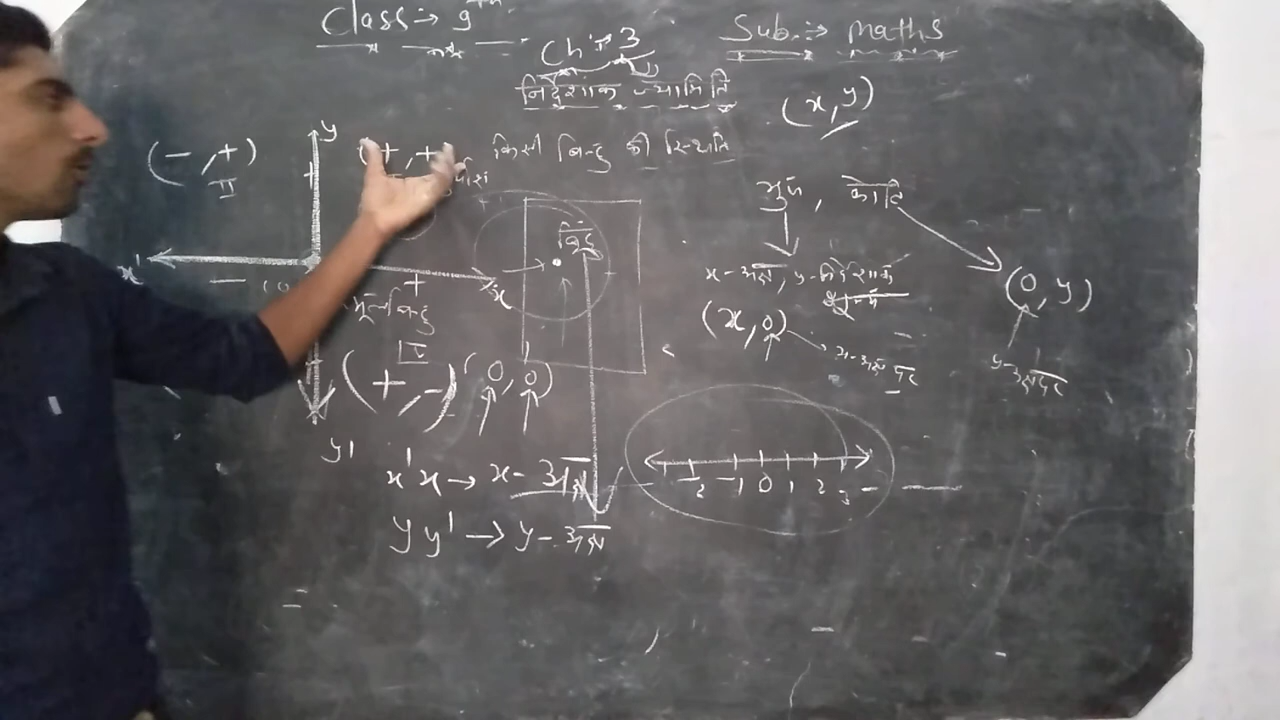 Class :→ 9th
Sub. :→ maths
Ch :→ 3
निर्देशांक ज्यामिति
(x, y)
किसी बिन्दु की स्थिति
y
(-, +)
II
(+, +)
भुज, कोटि
बिंदु
x'
x
-
+
मूलबिंदु
x-अक्ष, y-निर्देशांक
शून्य
(x, 0)
x-अक्ष पर
(0, y)
y-अक्ष पर
IV
(+, -)
(0, 0)
y'
x'x → x-अक्ष
yy' → y-अक्ष
-2 -1 0 1 2 3